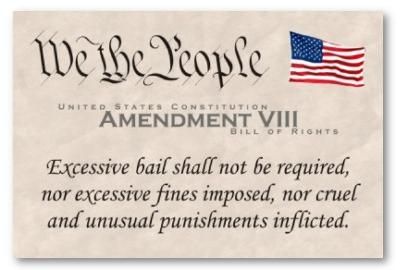 We the People
United States Constitution
Amendment VIII
Bill of Rights
Excessive bail shall not be required,
nor excessive fines imposed, nor cruel
and unusual punishments inflicted.